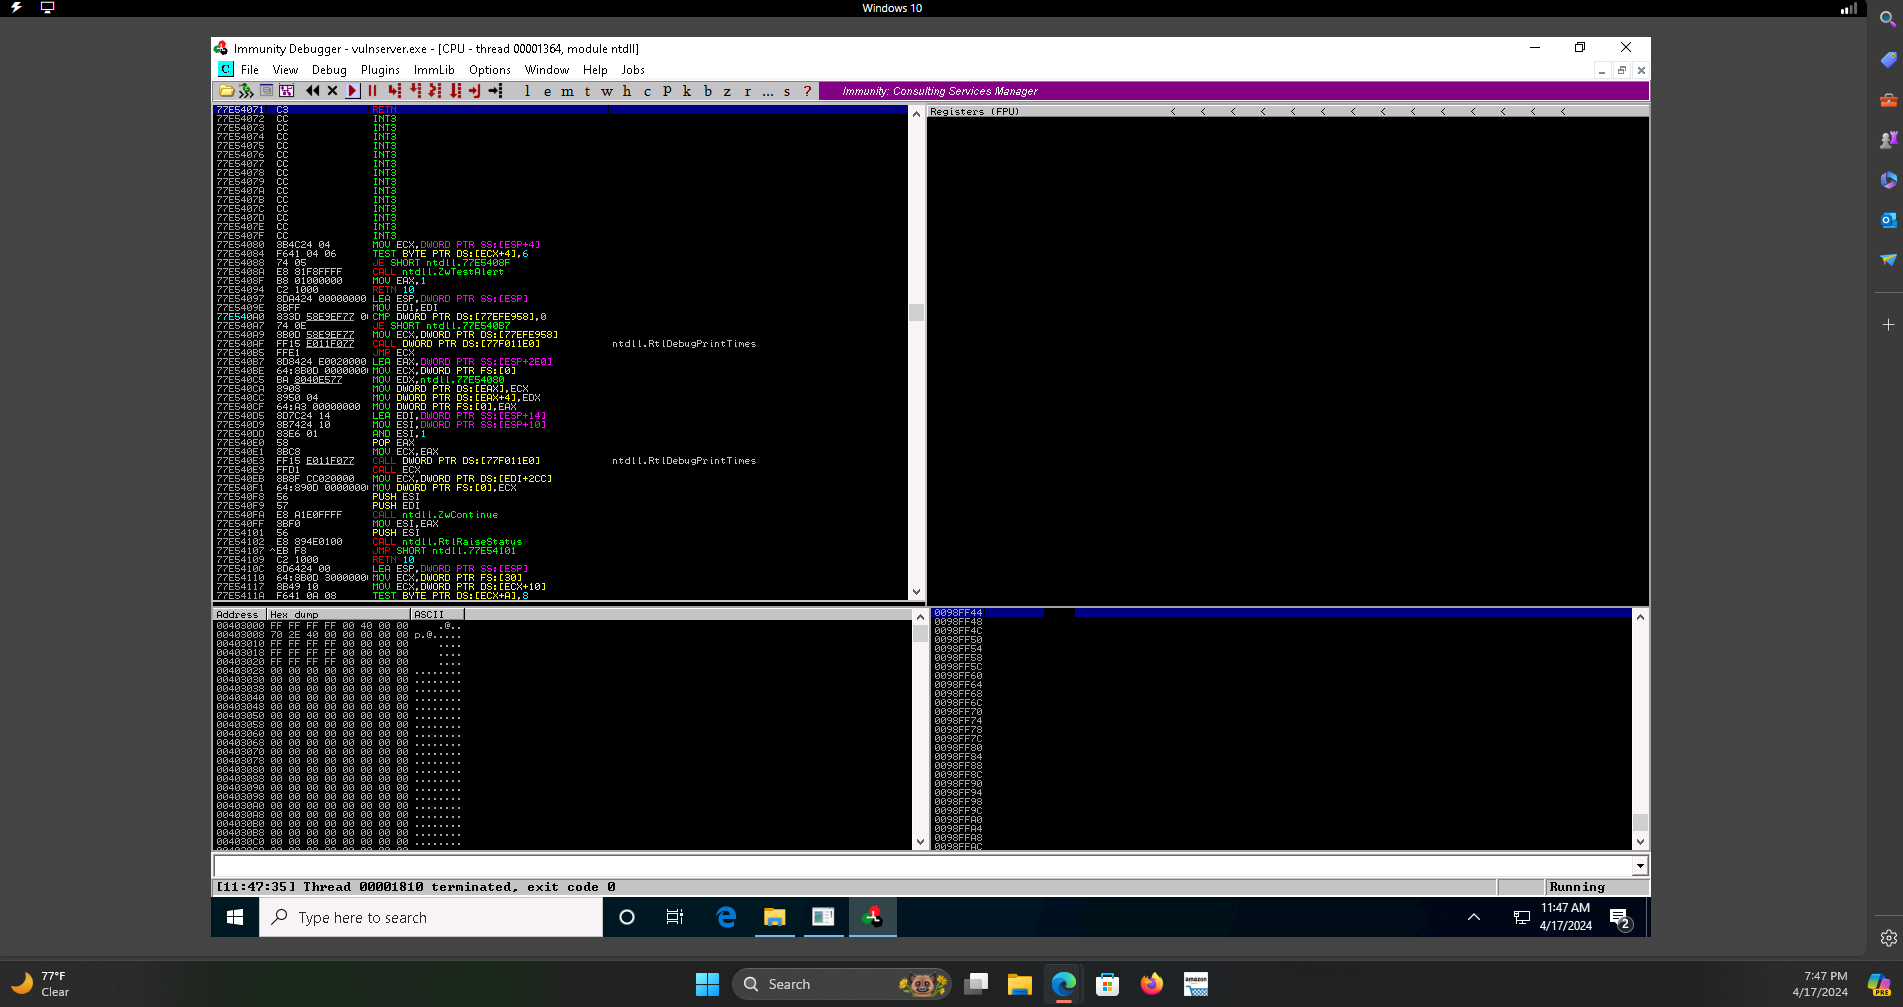 Windows 10
Immunity Debugger - vulnserver.exe - [CPU - thread 00001364, module ntdll]
C File View Debug Plugins ImmLib Options Window Help Jobs
l e m t w h c P k b z r ... s ? Immunity: Consulting Services Manager
Registers (FPU) < < < < < < < < < < < < < <
77E54071 C3 RETN
77E54072 CC INT3
77E54073 CC INT3
77E54074 CC INT3
77E54075 CC INT3
77E54076 CC INT3
77E54077 CC INT3
77E54078 CC INT3
77E54079 CC INT3
77E5407A CC INT3
77E5407B CC INT3
77E5407C CC INT3
77E5407D CC INT3
77E5407E CC INT3
77E5407F CC INT3
77E54080 8B4C24 04 MOV ECX,DWORD PTR SS:[ESP+4]
77E54084 F641 04 06 TEST BYTE PTR DS:[ECX+4],6
77E54088 74 05 JE SHORT ntdll.77E5408F
77E5408A E8 81F8FFFF CALL ntdll.ZwTestAlert
77E5408F B8 01000000 MOV EAX,1
77E54094 C2 1000 RETN 10
77E54097 8DA424 00000000 LEA ESP,DWORD PTR SS:[ESP]
77E5409E 8BFF MOV EDI,EDI
77E540A0 833D 58E9EF77 00 CMP DWORD PTR DS:[77EFE958],0
77E540A7 74 0E JE SHORT ntdll.77E540B7
77E540A9 8B0D 58E9EF77 MOV ECX,DWORD PTR DS:[77EFE958]
77E540AF FF15 E011F077 CALL DWORD PTR DS:[77F011E0] ntdll.RtlDebugPrintTimes
77E540B5 FFE1 JMP ECX
77E540B7 8D8424 E0020000 LEA EAX,DWORD PTR SS:[ESP+2E0]
77E540BE 64:8B0D 0000000 MOV ECX,DWORD PTR FS:[0]
77E540C5 BA 8040E577 MOV EDX,ntdll.77E54080
77E540CA 8908 MOV DWORD PTR DS:[EAX],ECX
77E540CC 8950 04 MOV DWORD PTR DS:[EAX+4],EDX
77E540CF 64:A3 00000000 MOV DWORD PTR FS:[0],EAX
77E540D5 8D7C24 14 LEA EDI,DWORD PTR SS:[ESP+14]
77E540D9 8B7424 10 MOV ESI,DWORD PTR SS:[ESP+10]
77E540DD 83E6 01 AND ESI,1
77E540E0 58 POP EAX
77E540E1 8BC8 MOV ECX,EAX
77E540E3 FF15 E011F077 CALL DWORD PTR DS:[77F011E0] ntdll.RtlDebugPrintTimes
77E540E9 FFD1 CALL ECX
77E540EB 8B8F CC020000 MOV ECX,DWORD PTR DS:[EDI+2CC]
77E540F1 64:890D 0000000 MOV DWORD PTR FS:[0],ECX
77E540F8 56 PUSH ESI
77E540F9 57 PUSH EDI
77E540FA E8 A1E0FFFF CALL ntdll.ZwContinue
77E540FF 8BF0 MOV ESI,EAX
77E54101 56 PUSH ESI
77E54102 E8 894E0100 CALL ntdll.RtlRaiseStatus
77E54107 ^EB F8 JMP SHORT ntdll.77E54101
77E54109 C2 1000 RETN 10
77E5410C 8D6424 00 LEA ESP,DWORD PTR SS:[ESP]
77E54110 64:8B0D 3000000 MOV ECX,DWORD PTR FS:[30]
77E54117 8B49 10 MOV ECX,DWORD PTR DS:[ECX+10]
77E5411A F641 0A 08 TEST BYTE PTR DS:[ECX+A],8
Address Hex dump ASCII
00403000 FF FF FF FF 00 40 00 00 .@..
00403008 70 2E 40 00 00 00 00 00 p.@.....
00403010 FF FF FF FF 00 00 00 00 ....
00403018 FF FF FF FF 00 00 00 00 ....
00403020 FF FF FF FF 00 00 00 00 ....
00403028 00 00 00 00 00 00 00 00 ........
00403030 00 00 00 00 00 00 00 00 ........
00403038 00 00 00 00 00 00 00 00 ........
00403040 00 00 00 00 00 00 00 00 ........
00403048 00 00 00 00 00 00 00 00 ........
00403050 00 00 00 00 00 00 00 00 ........
00403058 00 00 00 00 00 00 00 00 ........
00403060 00 00 00 00 00 00 00 00 ........
00403068 00 00 00 00 00 00 00 00 ........
00403070 00 00 00 00 00 00 00 00 ........
00403078 00 00 00 00 00 00 00 00 ........
00403080 00 00 00 00 00 00 00 00 ........
00403088 00 00 00 00 00 00 00 00 ........
00403090 00 00 00 00 00 00 00 00 ........
00403098 00 00 00 00 00 00 00 00 ........
004030A0 00 00 00 00 00 00 00 00 ........
004030A8 00 00 00 00 00 00 00 00 ........
004030B0 00 00 00 00 00 00 00 00 ........
004030B8 00 00 00 00 00 00 00 00 ........
004030C0 00 00 00 00 00 00 00 00 ........
0098FF44
0098FF48
0098FF4C
0098FF50
0098FF54
0098FF58
0098FF5C
0098FF60
0098FF64
0098FF68
0098FF6C
0098FF70
0098FF74
0098FF78
0098FF7C
0098FF80
0098FF84
0098FF88
0098FF8C
0098FF90
0098FF94
0098FF98
0098FF9C
0098FFA0
0098FFA4
0098FFA8
0098FFAC
[11:47:35] Thread 00001810 terminated, exit code 0 Running
Type here to search
11:47 AM
4/17/2024
2
77°F
Clear
Search
amazon
7:47 PM
4/17/2024
PRE